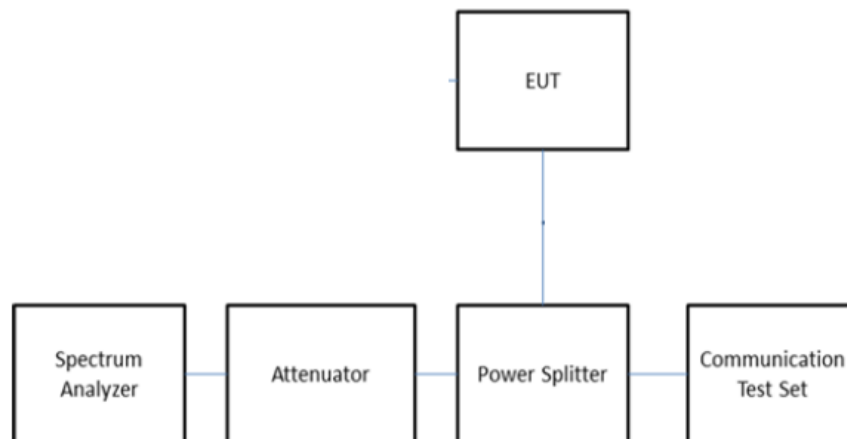 EUT
Spectrum
Analyzer
Attenuator
Power Splitter
Communication
Test Set